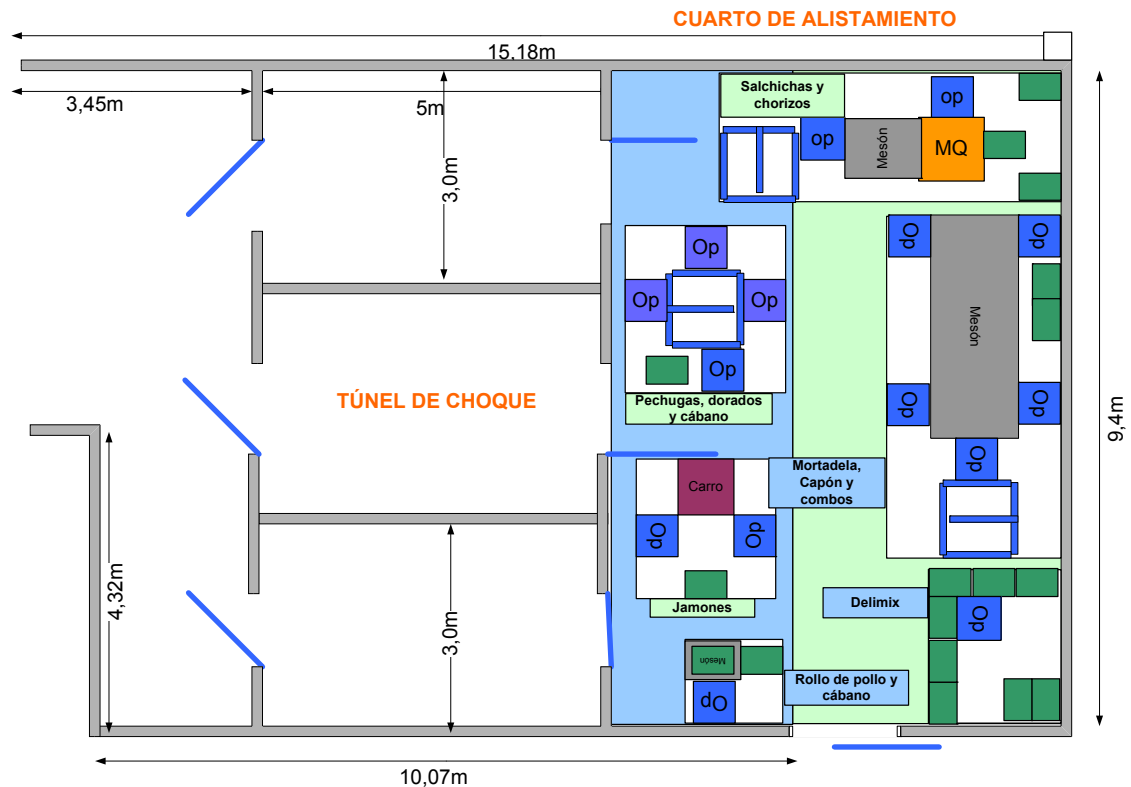 CUARTO DE ALISTAMIENTO
15,18m
3,45m
5m
3,0m
Salchichas y
chorizos
op
op
Mesón
MQ
Op
Op
Op
Op
Pechugas, dorados
y cábano
TÚNEL DE CHOQUE
Op
Op
Mesón
Op
Op
Op
9,4m
Mortadela,
Capón y
combos
Carro
Op
Op
Jamones
4,32m
3,0m
Delimix
Op
Mesón
Op
Rollo de pollo y
cábano
10,07m